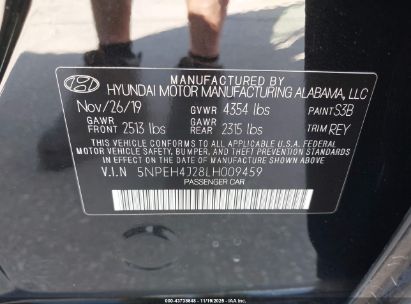 MANUFACTURED BY
HYUNDAI MOTOR MANUFACTURING ALABAMA, LLC
Nov/26/19 GVWR 4354 lbs PAINT S3B
GAWR FRONT 2513 lbs GAWR REAR 2315 lbs TRIM REY
THIS VEHICLE CONFORMS TO ALL APPLICABLE U.S. FEDERAL
MOTOR VEHICLE SAFETY, BUMPER, AND THEFT PREVENTION STANDARDS
IN EFFECT ON THE DATE OF MANUFACTURE SHOWN ABOVE.
V.I.N 5NPEH4J28LH009459
PASSENGER CAR